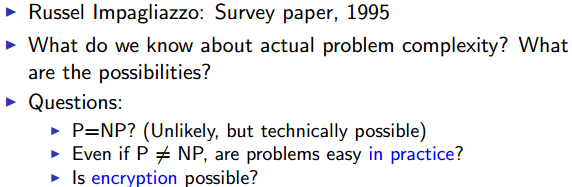 Russel Impagliazzo: Survey paper, 1995
What do we know about actual problem complexity? What
are the possibilities?
Questions:
P=NP? (Unlikely, but technically possible)
Even if P ≠ NP, are problems easy in practice?
Is encryption possible?